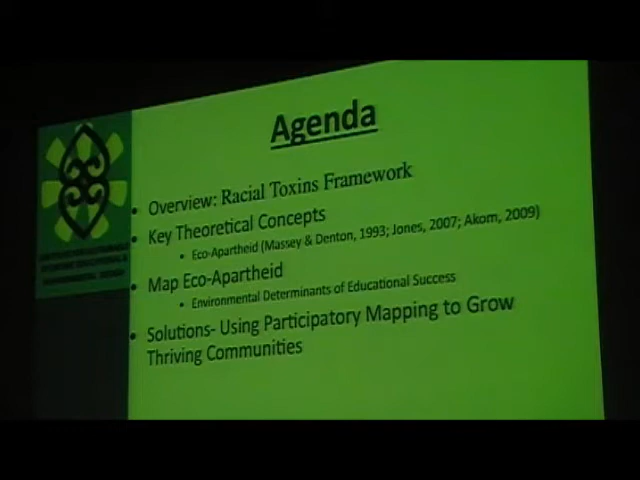 Agenda
• Overview: Racial Toxins Framework
• Key Theoretical Concepts
• Eco-Apartheid (Massey & Denton, 1993; Jones, 2007; Akom, 2009)
• Map Eco-Apartheid
• Environmental Determinants of Educational Success
• Solutions- Using Participatory Mapping to Grow
Thriving Communities